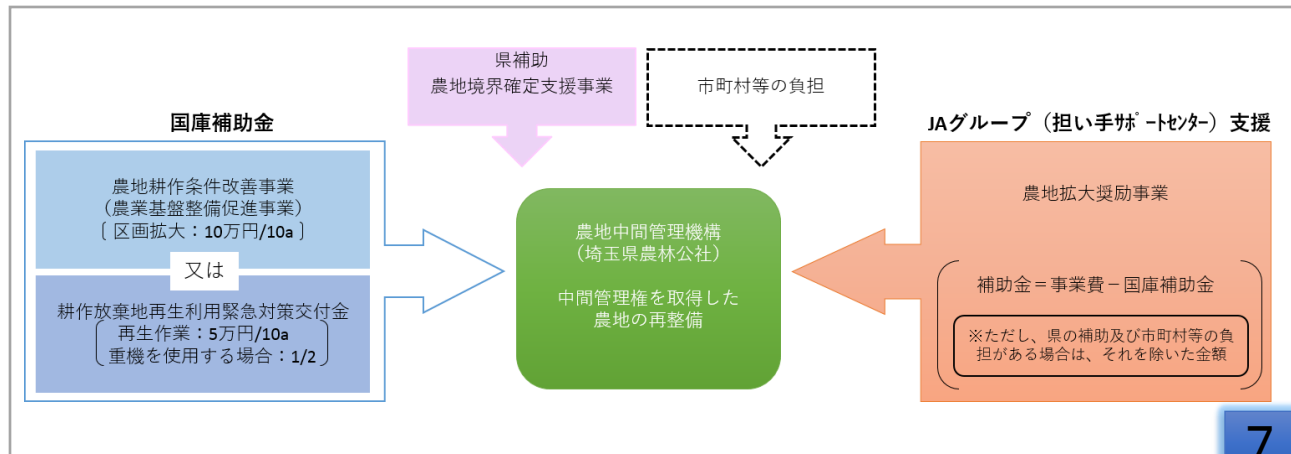 県補助
農地境界確定支援事業
市町村等の負担
国庫補助金
農地耕作条件改善事業
(農業基盤整備促進事業)
〔 区画拡大：10万円/10a 〕
又は
耕作放棄地再生利用緊急対策交付金
再生作業：5万円/10a
重機を使用する場合：1/2
農地中間管理機構
(埼玉県農林公社)
中間管理権を取得した
農地の再整備
JAグループ（担い手ｻﾎﾟｰﾄｾﾝﾀｰ）支援
農地拡大奨励事業
補助金＝事業費－国庫補助金
※ただし、県の補助及び市町村等の負
担がある場合は、それを除いた金額
7